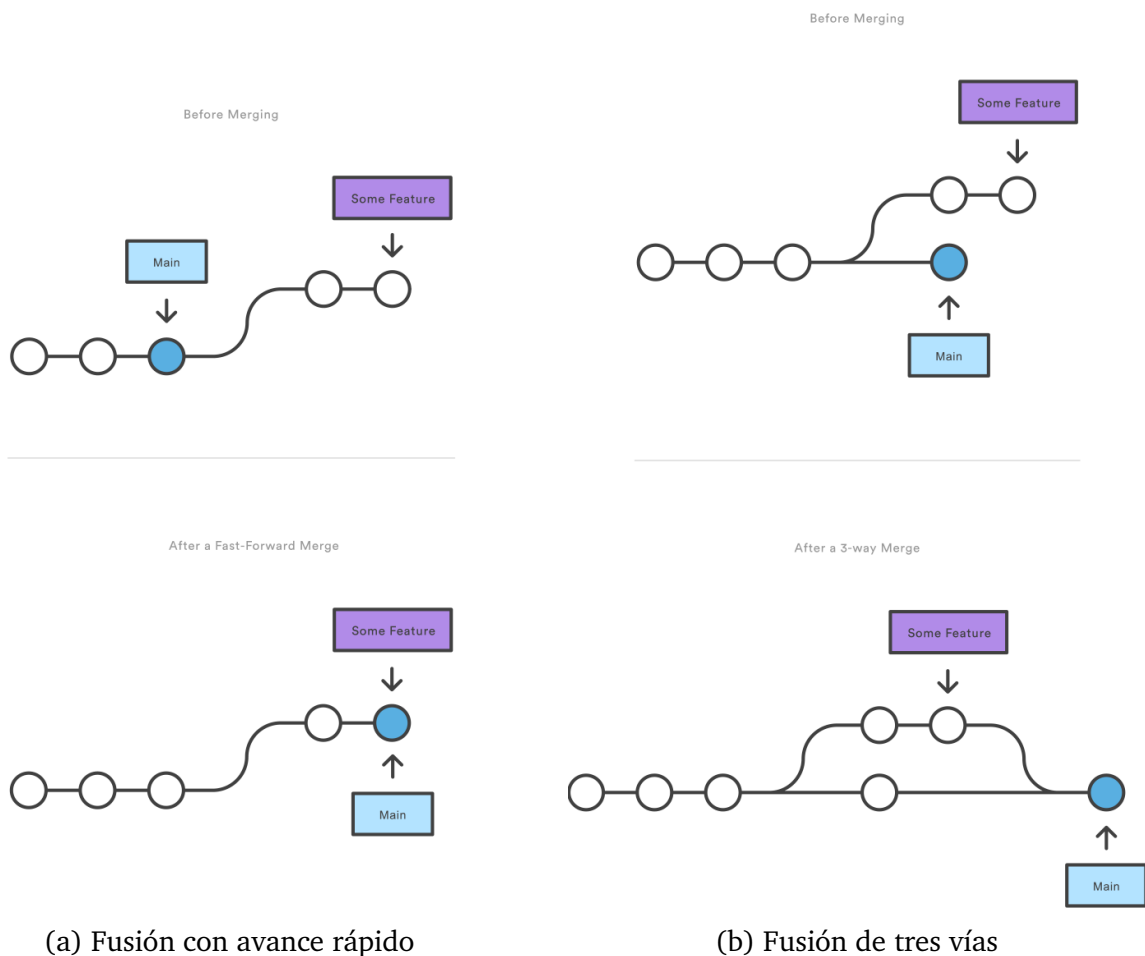 Before Merging
Some Feature
Main
After a Fast-Forward Merge
Some Feature
Main
(a) Fusión con avance rápido
Before Merging
Some Feature
Main
After a 3-way Merge
Some Feature
Main
(b) Fusión de tres vías